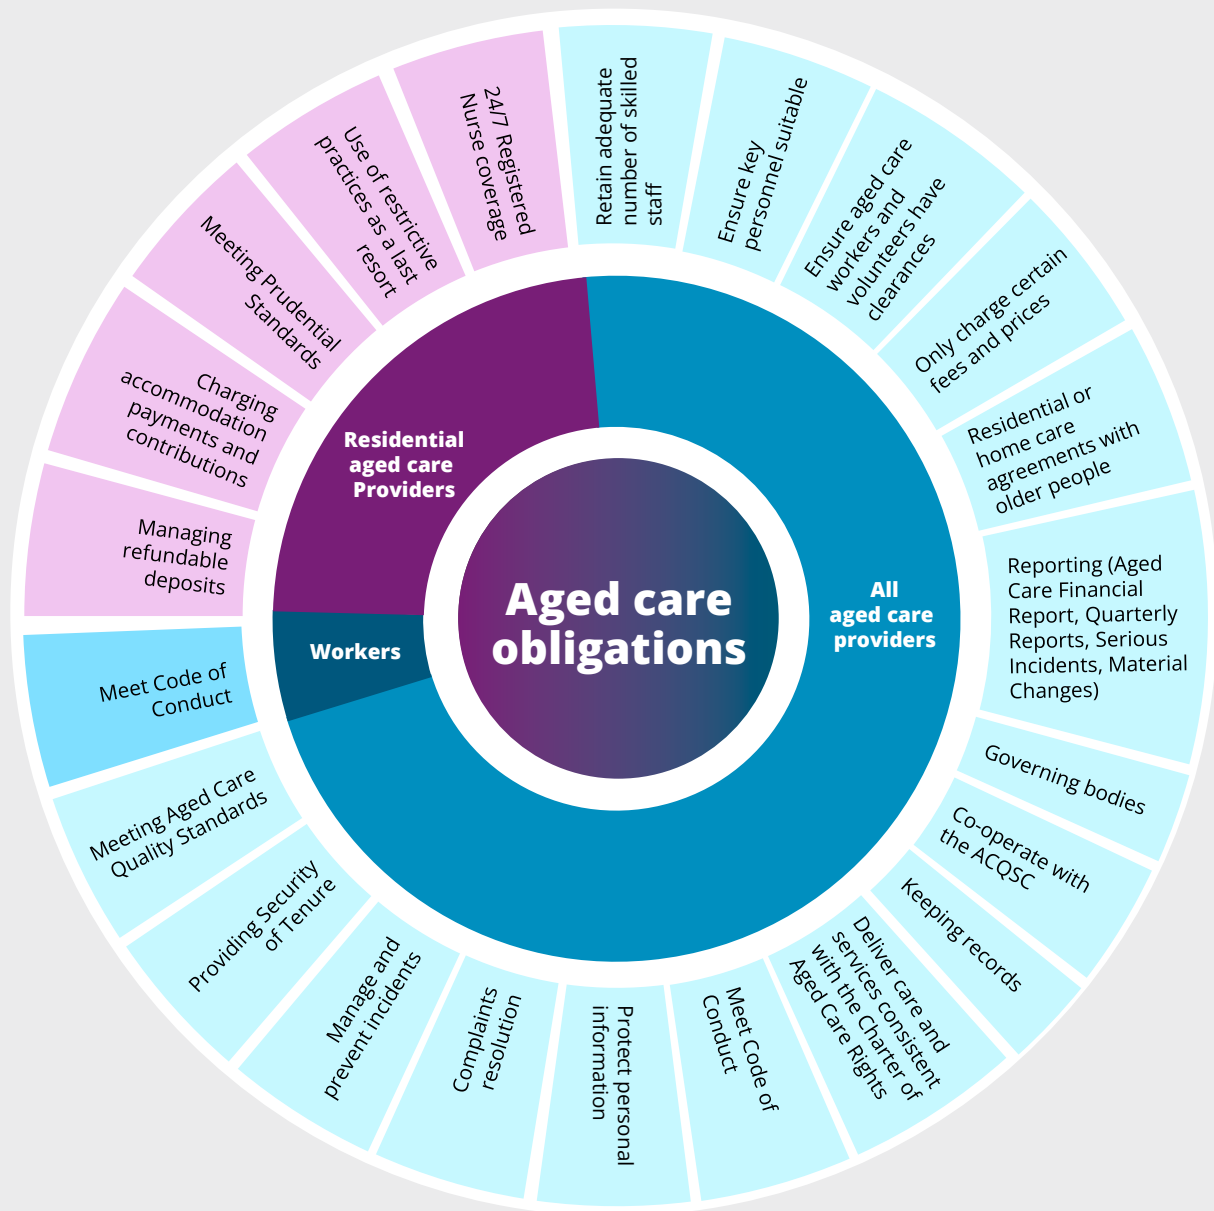 Aged care
obligations
All
aged care
providers
Workers
Residential
aged care
Providers
Retain adequate
number of skilled
staff
Ensure key
personnel suitable
Ensure aged care
workers and
volunteers have
clearances
Only charge certain
fees and prices
Residential or
home care
agreements with
older people
Reporting (Aged
Care Financial
Report, Quarterly
Reports, Serious
Incidents, Material
Changes)
Governing bodies
Co-operate with
the ACQSC
Keeping records
Deliver care and
services consistent
with the Charter of
Aged Care Rights
Meet Code of
Conduct
Protect personal
information
Complaints
resolution
Manage and
prevent incidents
Providing Security
of Tenure
Meeting Aged Care
Quality Standards
Meet Code of
Conduct
Managing
refundable
deposits
Charging
accommodation
payments and
contributions
Meeting Prudential
Standards
Use of restrictive
practices as a last
resort
24/7 Registered
Nurse coverage